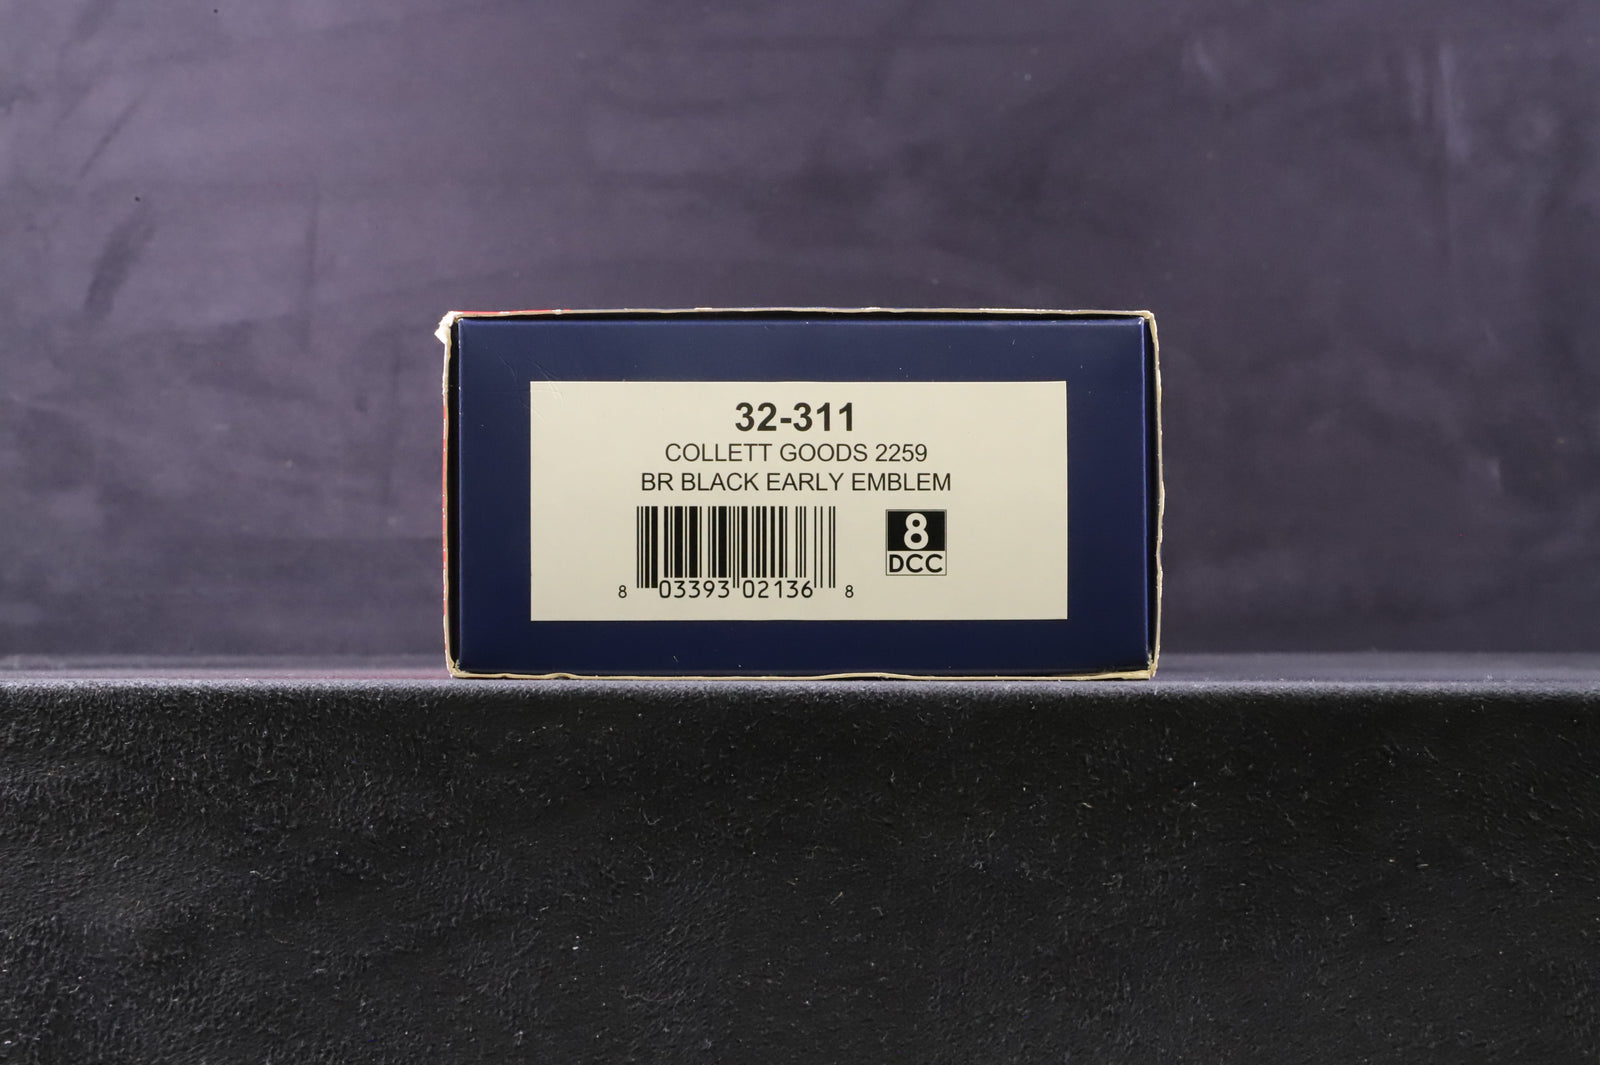 32-311
COLLETT GOODS 2259
BR BLACK EARLY EMBLEM
8
DCC
8 03393 02136 8